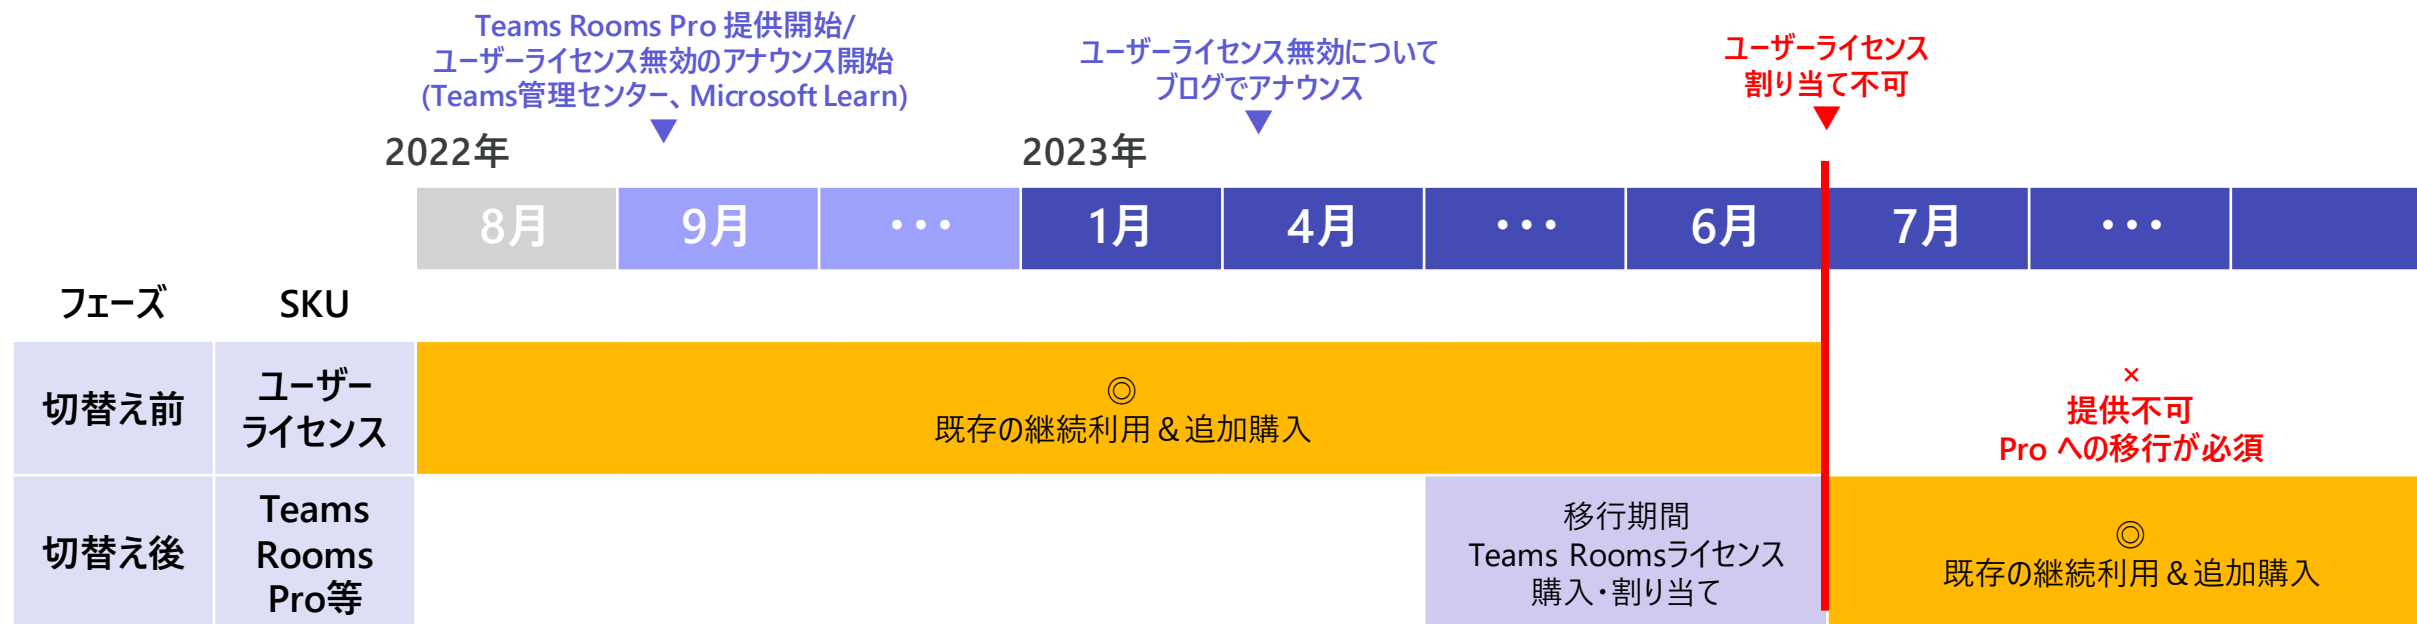 Teams Rooms Pro 提供開始/
ユーザーライセンス無効のアナウンス開始
(Teams管理センター、Microsoft Learn)
ユーザーライセンス無効について
ブログでアナウンス
ユーザーライセンス
割り当て不可
2022年
2023年
8月
9月
・・・
1月
4月
・・・
6月
7月
・・・
フェーズ
SKU
切替え前
ユーザー
ライセンス
◎
既存の継続利用＆追加購入
×
提供不可
Pro への移行が必須
切替え後
Teams
Rooms
Pro等
移行期間
Teams Roomsライセンス
購入・割り当て
◎
既存の継続利用＆追加購入